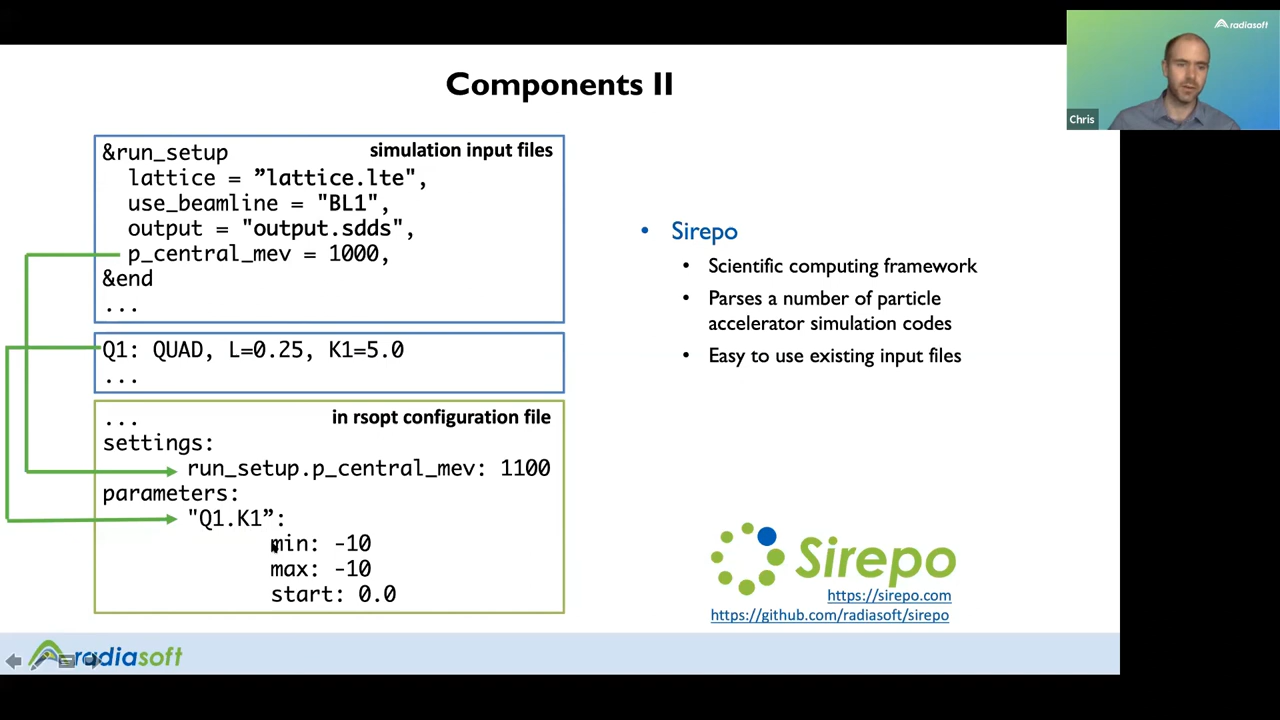 radiasoft
Chris
Components II
simulation input files
&run_setup
lattice = ”lattice.lte",
use_beamline = "BL1",
output = "output.sdds",
p_central_mev = 1000,
&end
...
Q1: QUAD, L=0.25, K1=5.0
...
in rsopt configuration file
...
settings:
run_setup.p_central_mev: 1100
parameters:
"Q1.K1”:
min: -10
max: -10
start: 0.0
• Sirepo
• Scientific computing framework
• Parses a number of particle
accelerator simulation codes
• Easy to use existing input files
Sirepo
https://sirepo.com
https://github.com/radiasoft/sirepo
radiasoft